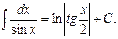 ∫ dx/sin x = ln|tg x/2| + C.